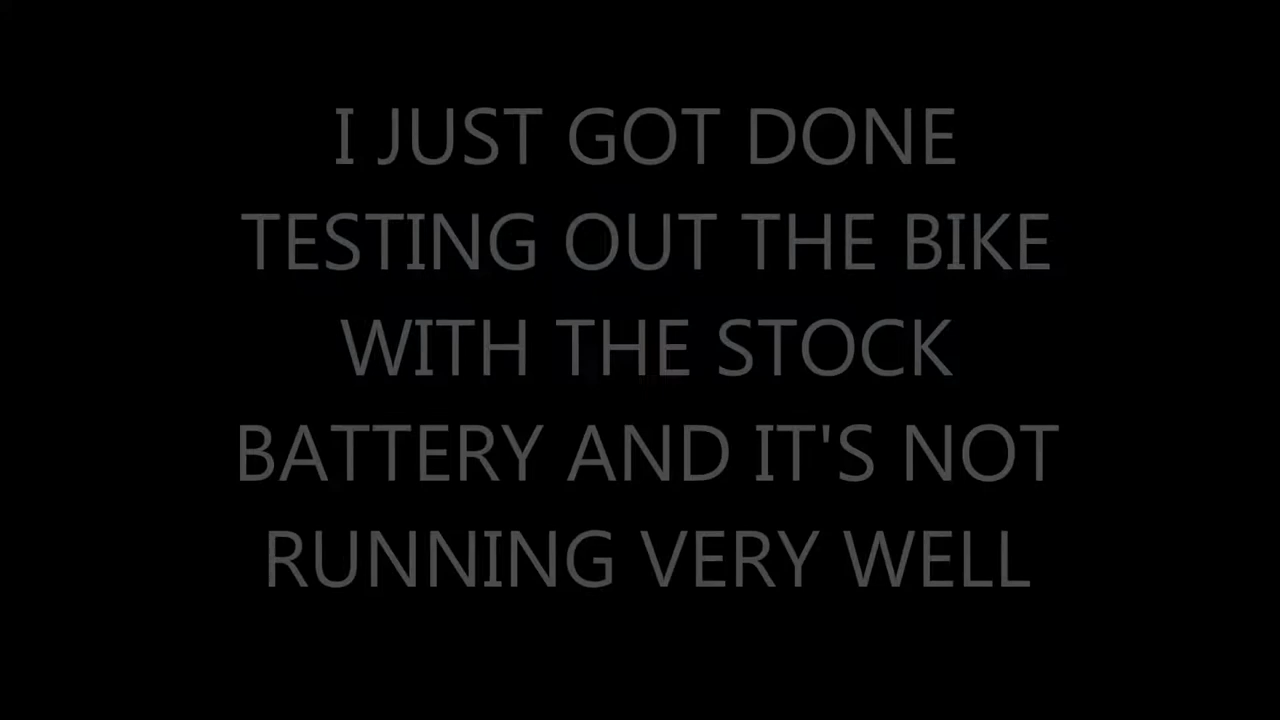 I JUST GOT DONE
TESTING OUT THE BIKE
WITH THE STOCK
BATTERY AND IT'S NOT
RUNNING VERY WELL